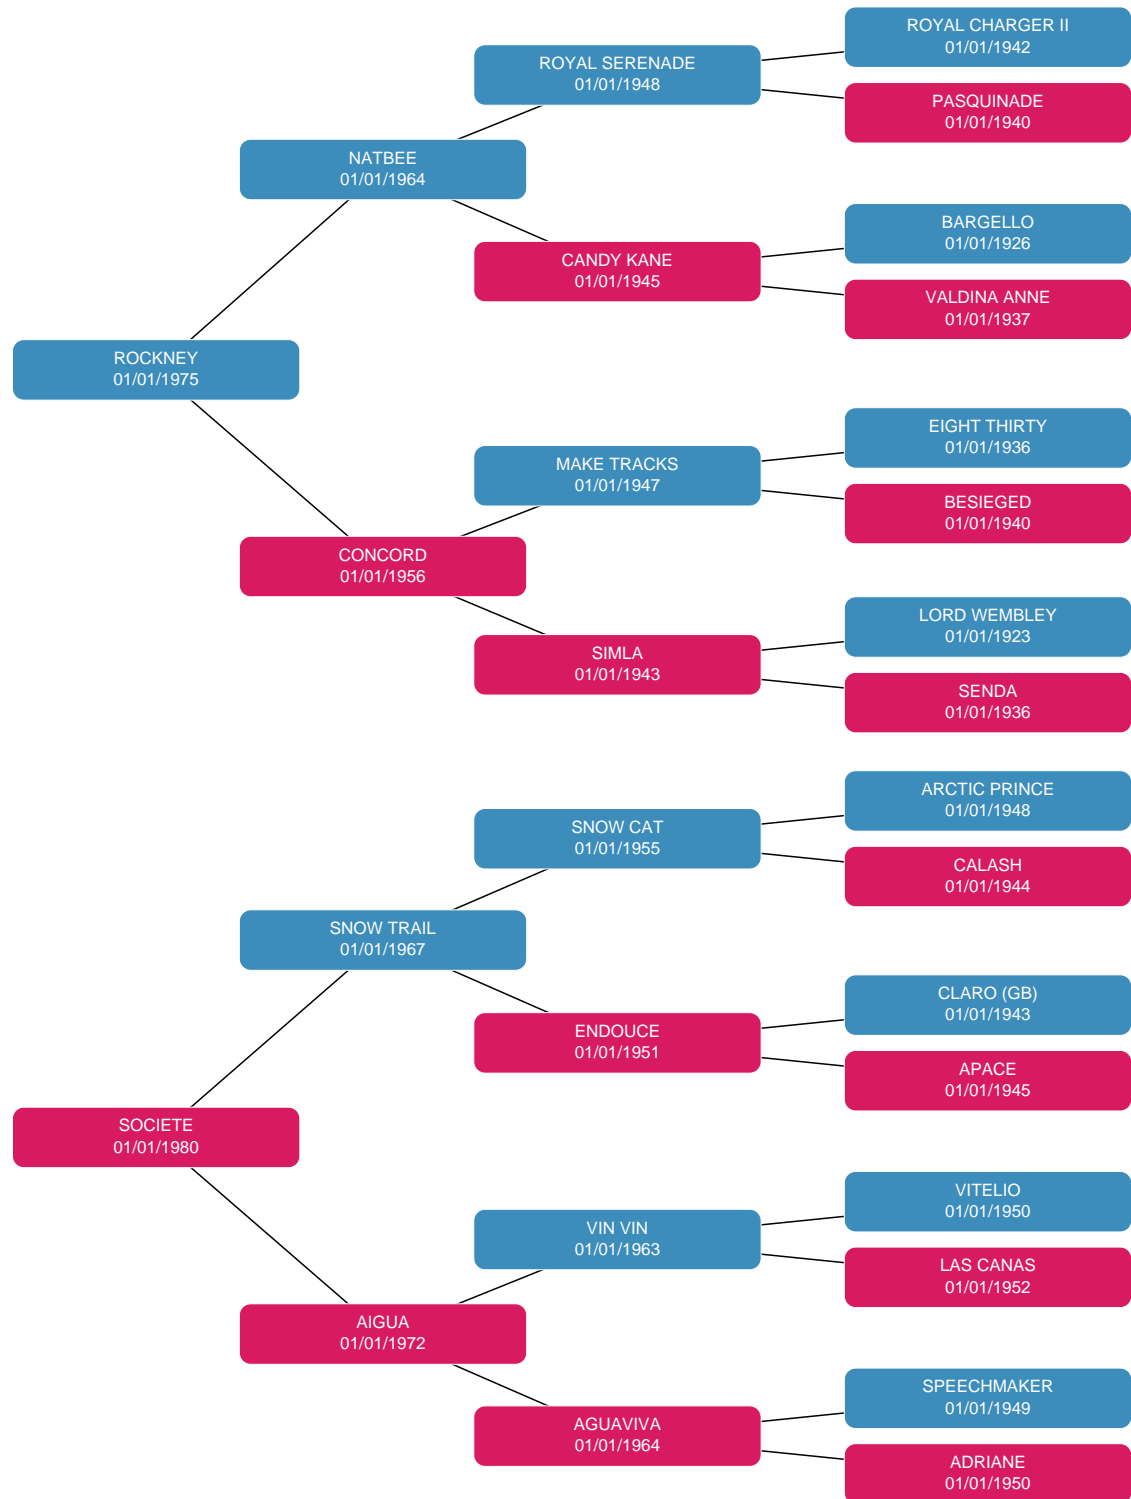 ROYAL CHARGER II
01/01/1942
ROYAL SERENADE
01/01/1948
PASQUINADE
01/01/1940
NATBEE
01/01/1964
BARGELLO
01/01/1926
CANDY KANE
01/01/1945
VALDINA ANNE
01/01/1937
ROCKNEY
01/01/1975
EIGHT THIRTY
01/01/1936
MAKE TRACKS
01/01/1947
BESIEGED
01/01/1940
CONCORD
01/01/1956
LORD WEMBLEY
01/01/1923
SIMLA
01/01/1943
SENDA
01/01/1936
ARCTIC PRINCE
01/01/1948
SNOW CAT
01/01/1955
CALASH
01/01/1944
SNOW TRAIL
01/01/1967
CLARO (GB)
01/01/1943
ENDOUCE
01/01/1951
APACE
01/01/1945
SOCIETE
01/01/1980
VITELIO
01/01/1950
VIN VIN
01/01/1963
LAS CANAS
01/01/1952
AIGUA
01/01/1972
SPEECHMAKER
01/01/1949
AGUAVIVA
01/01/1964
ADRIANE
01/01/1950